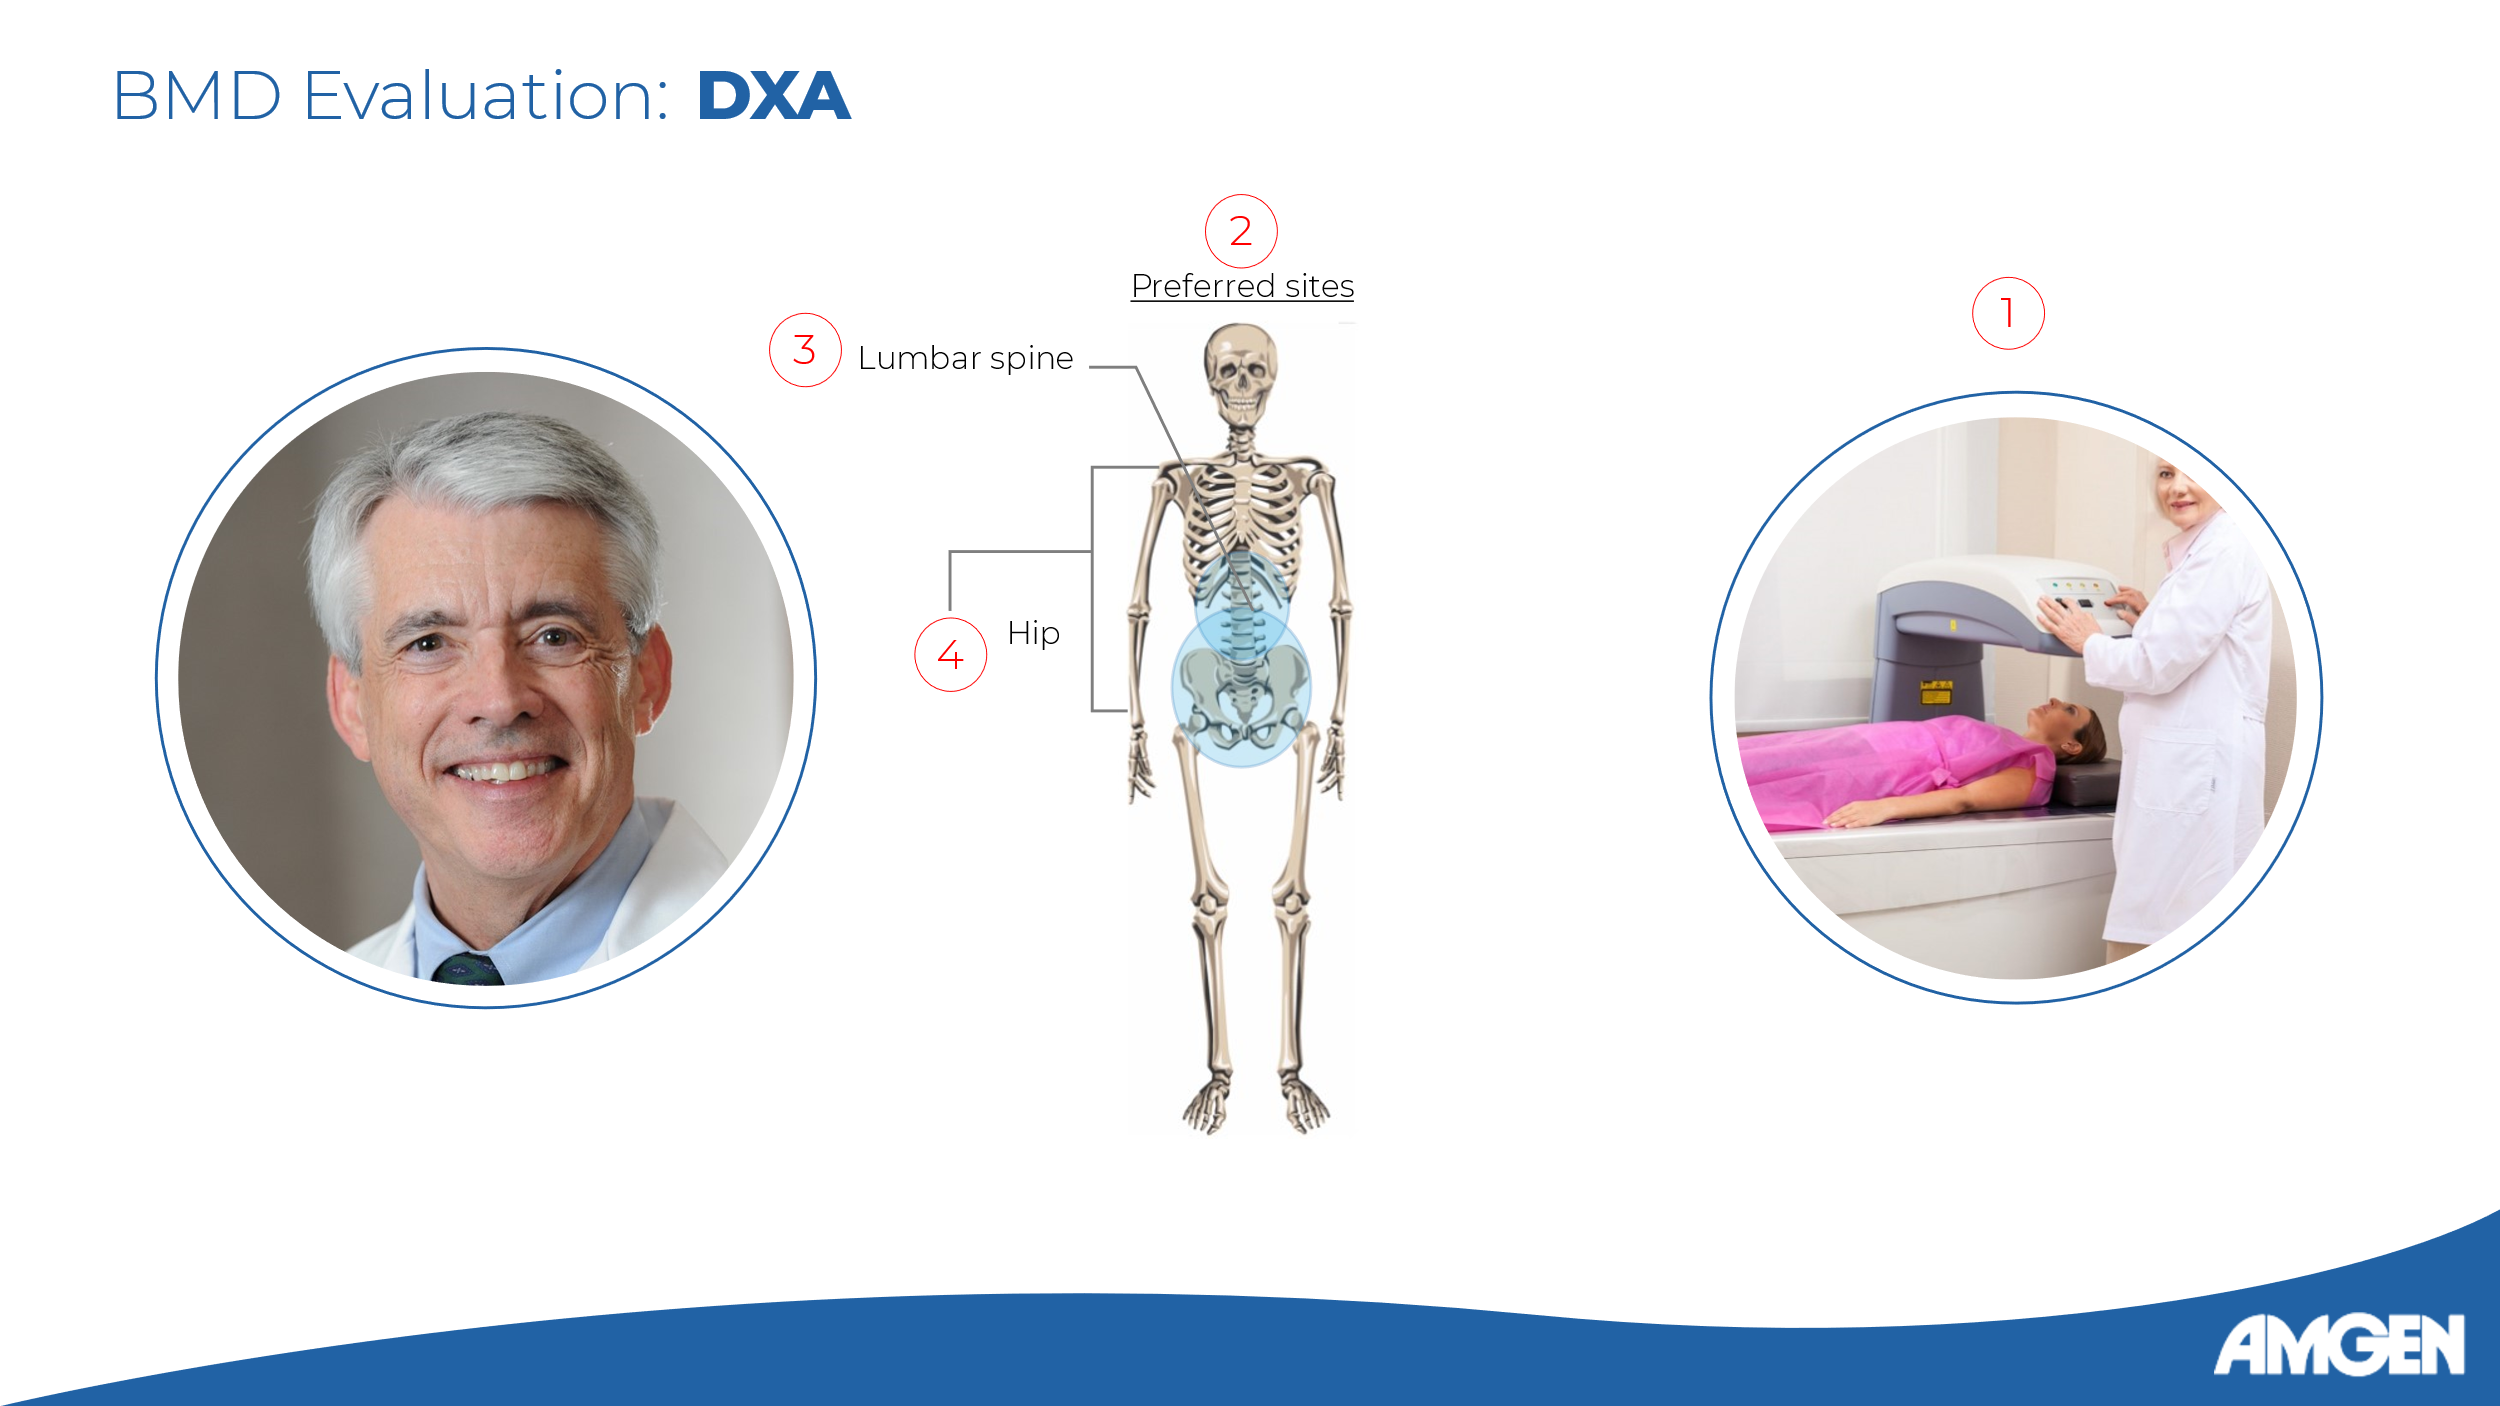 BMD Evaluation: DXA
2
Preferred sites
1
3
Lumbar spine
4
Hip
AMGEN